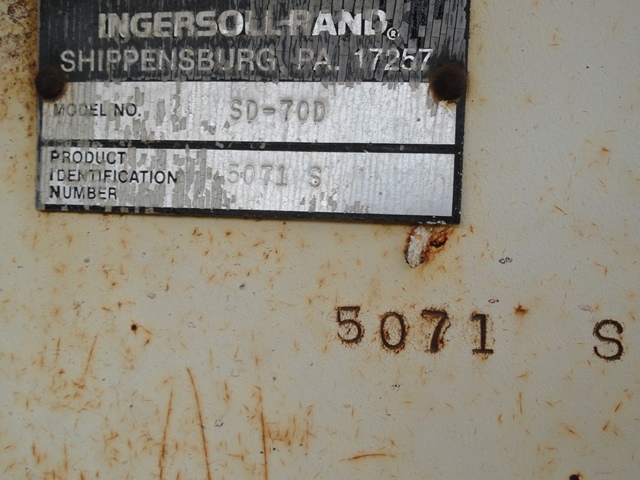 INGERSOLL-RAND®
SHIPPENSBURG, PA. 17257
MODEL NO. SD-70D
PRODUCT
IDENTIFICATION 5071 S
NUMBER
5071 S